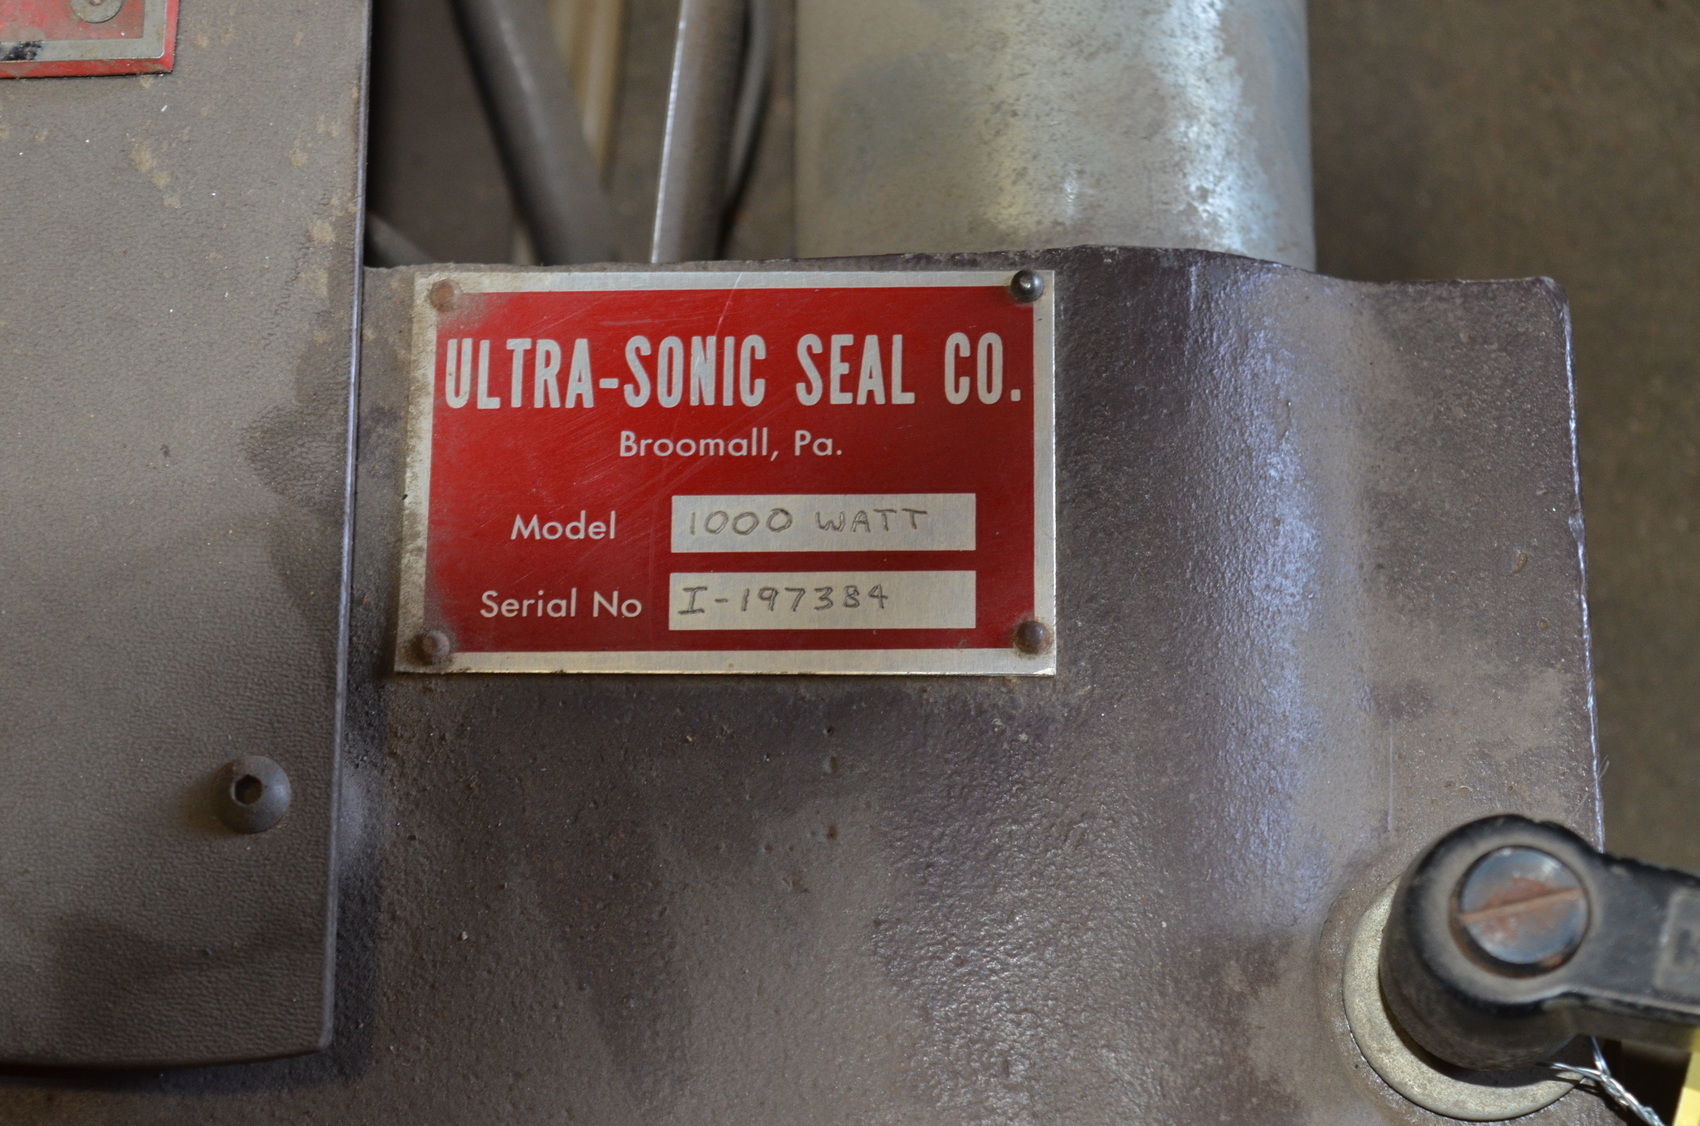 ULTRA-SONIC SEAL CO.
Broomall, Pa.
Model 1000 WATT
Serial No I-197384